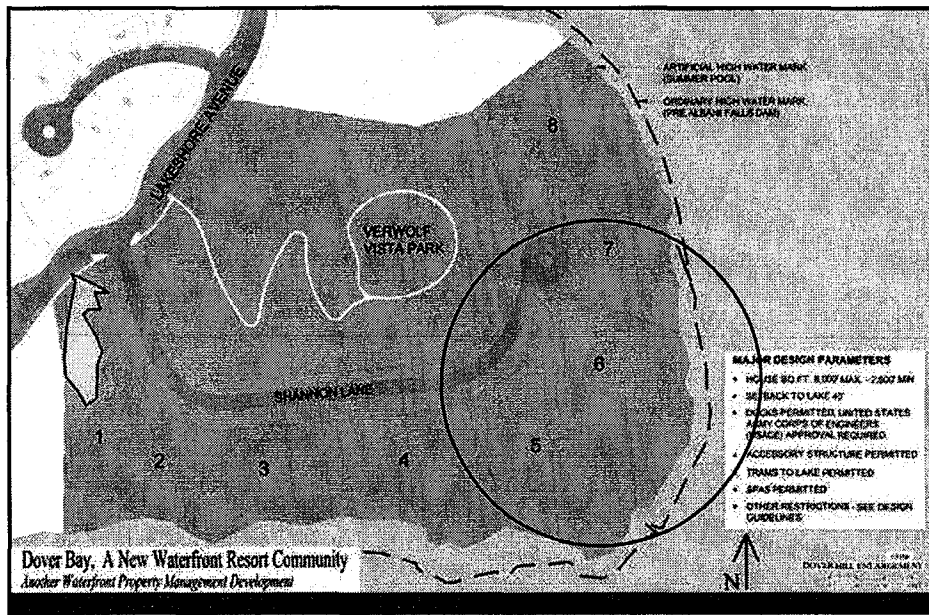 ARTIFICIAL HIGH WATER MARK
(SUMMER POOL)
ORDINARY HIGH WATER MARK
(PRE ALBANI FALLS DAM)
LAKESHORE AVENUE
8
VERWOLF
VISTA PARK
7
6
SHANNON LAKE
5
4
3
2
1
MAJOR DESIGN PARAMETERS
HOUSE SQ FT. 8,000 MAX. - 2,500 MIN
SETBACK TO LAKE
DOCKS PERMITTED, UNITED STATES
ARMY CORPS OF ENGINEERS
(USACE) APPROVAL REQUIRED
ACCESSORY STRUCTURE PERMITTED
TRAMS TO LAKE PERMITTED
SPAS PERMITTED
OTHER RESTRICTIONS - SEE DESIGN
GUIDELINES
Dover Bay, A New Waterfront Resort Community
Another Waterfront Property Management Development
N
DOVER HILL ENLARGEMENT